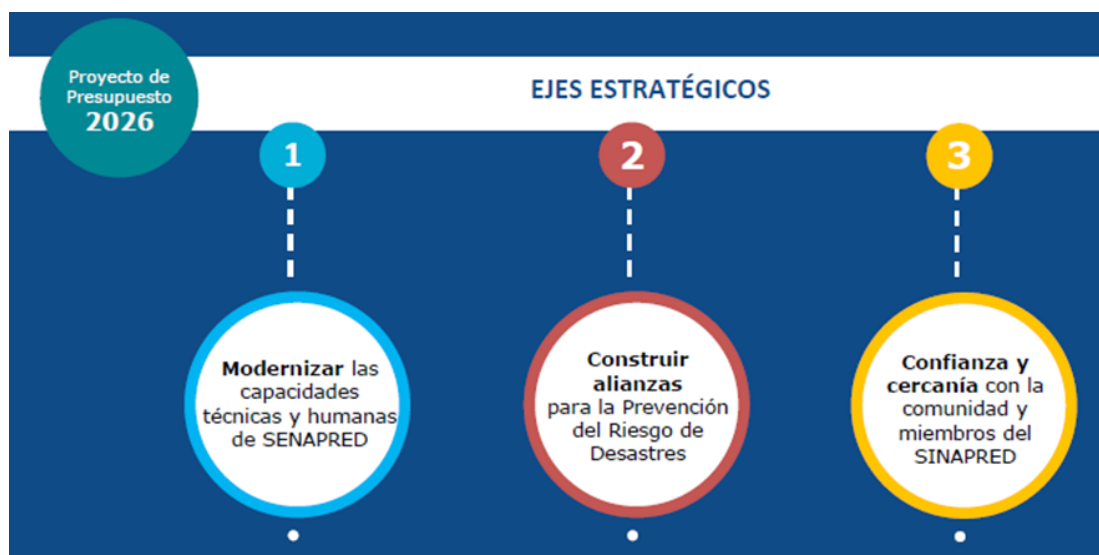 Proyecto de
Presupuesto
2026
EJES ESTRATÉGICOS
1
2
3
Modernizar las
capacidades
técnicas y humanas
de SENAPRED
Construir
alianzas
para la Prevención
del Riesgo de
Desastres
Confianza y
cercanía con la
comunidad y
miembros del
SINAPRED